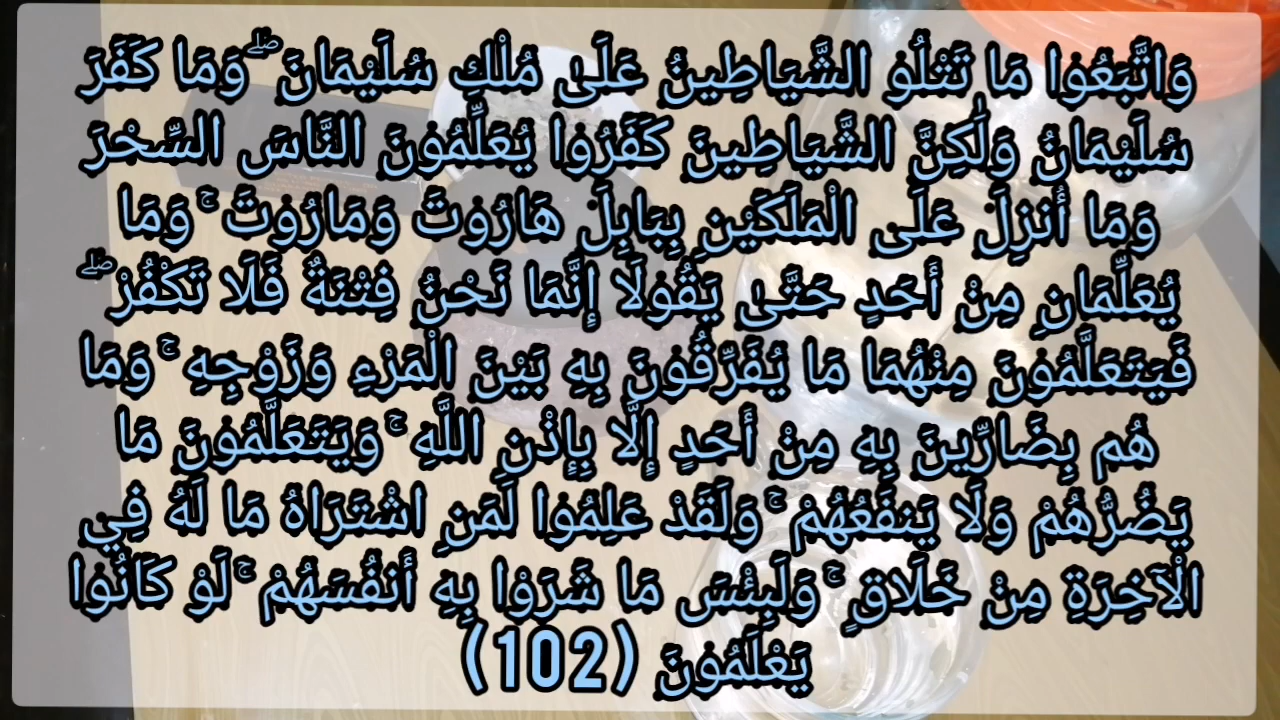 وَاتَّبَعُوا مَا تَتْلُو الشَّيَاطِينُ عَلَىٰ مُلْكِ سُلَيْمَانَ ۖ وَمَا كَفَرَ
سُلَيْمَانُ وَلَٰكِنَّ الشَّيَاطِينَ كَفَرُوا يُعَلِّمُونَ النَّاسَ السِّحْرَ
وَمَا أُنزِلَ عَلَى الْمَلَكَيْنِ بِبَابِلَ هَارُوتَ وَمَارُوتَ ۚ وَمَا
يُعَلِّمَانِ مِنْ أَحَدٍ حَتَّىٰ يَقُولَا إِنَّمَا نَحْنُ فِتْنَةٌ فَلَا تَكْفُرْ ۖ
فَيَتَعَلَّمُونَ مِنْهُمَا مَا يُفَرِّقُونَ بِهِ بَيْنَ الْمَرْءِ وَزَوْجِهِ ۚ وَمَا
هُم بِضَارِّينَ بِهِ مِنْ أَحَدٍ إِلَّا بِإِذْنِ اللَّهِ ۚ وَيَتَعَلَّمُونَ مَا
يَضُرُّهُمْ وَلَا يَنفَعُهُمْ ۚ وَلَقَدْ عَلِمُوا لَمَنِ اشْتَرَاهُ مَا لَهُ فِي
الْآخِرَةِ مِنْ خَلَاقٍ ۚ وَلَبِئْسَ مَا شَرَوْا بِهِ أَنفُسَهُمْ ۚ لَوْ كَانُوا
يَعْلَمُونَ (102)